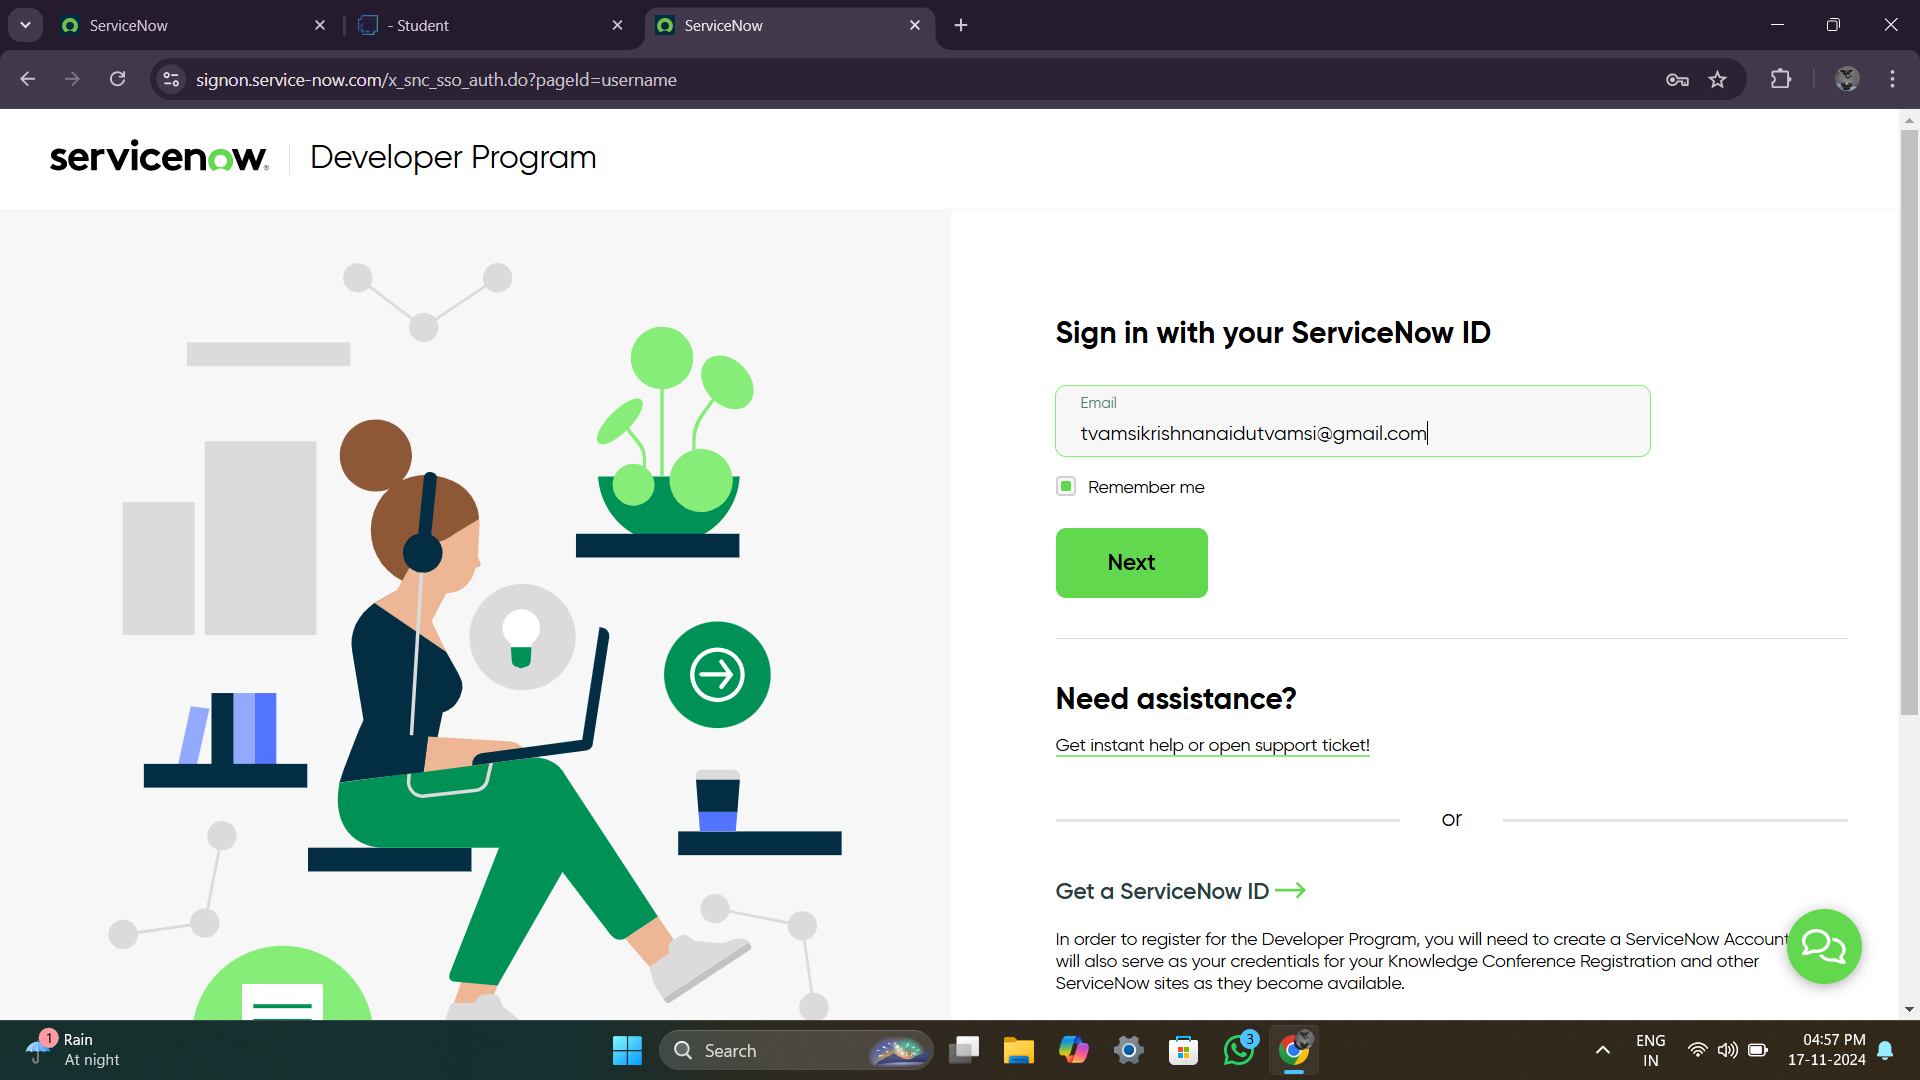 ServiceNow
- Student
ServiceNow
signon.service-now.com/x_snc_sso_auth.do?pageId=username
servicenow
Developer Program
Sign in with your ServiceNow ID
Email
tvamsikrishnanaidutvamsi@gmail.com
Remember me
Next
Need assistance?
Get instant help or open support ticket!
or
Get a ServiceNow ID
In order to register for the Developer Program, you will need to create a ServiceNow Account
will also serve as your credentials for your Knowledge Conference Registration and other
ServiceNow sites as they become available.
1
Rain
At night
Search
3
ENG
IN
04:57 PM
17-11-2024